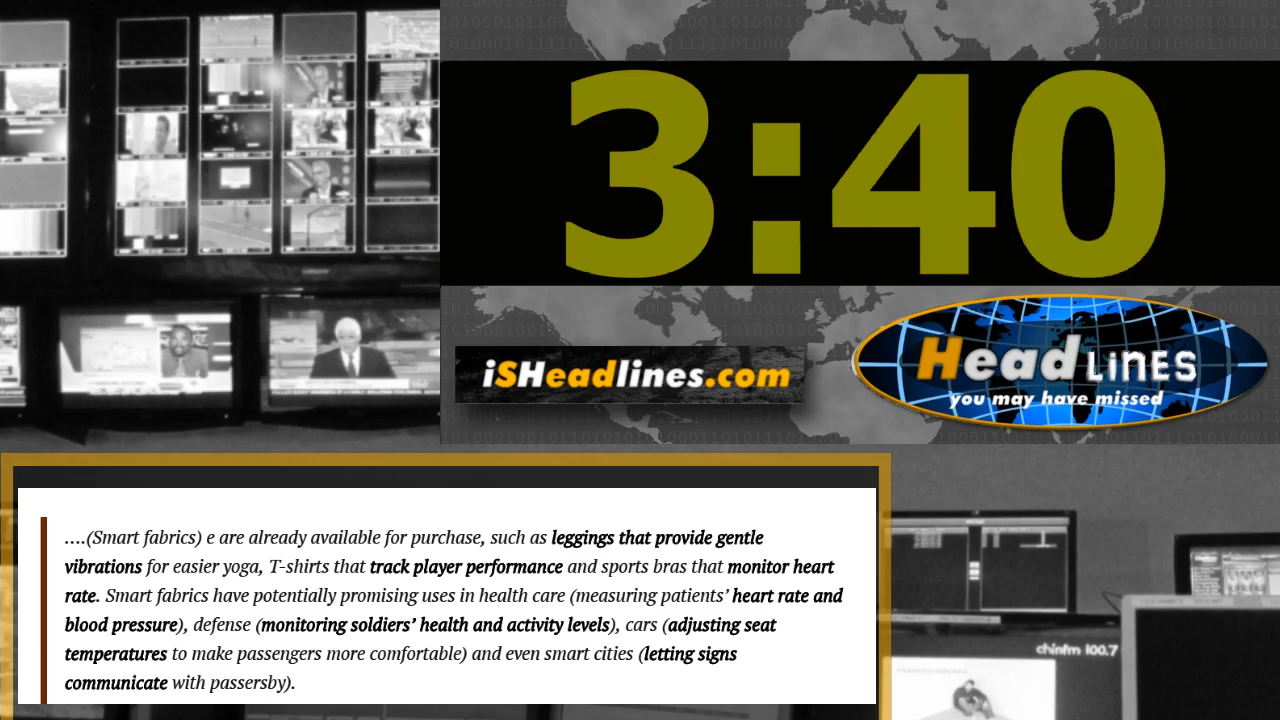 3:40
iSHeadlines.com
HeadLINES
you may have missed
....(Smart fabrics) e are already available for purchase, such as leggings that provide gentle
vibrations for easier yoga, T-shirts that track player performance and sports bras that monitor heart
rate. Smart fabrics have potentially promising uses in health care (measuring patients’ heart rate and
blood pressure), defense (monitoring soldiers’ health and activity levels), cars (adjusting seat
temperatures to make passengers more comfortable) and even smart cities (letting signs
communicate with passersby).
chinfm 100.7